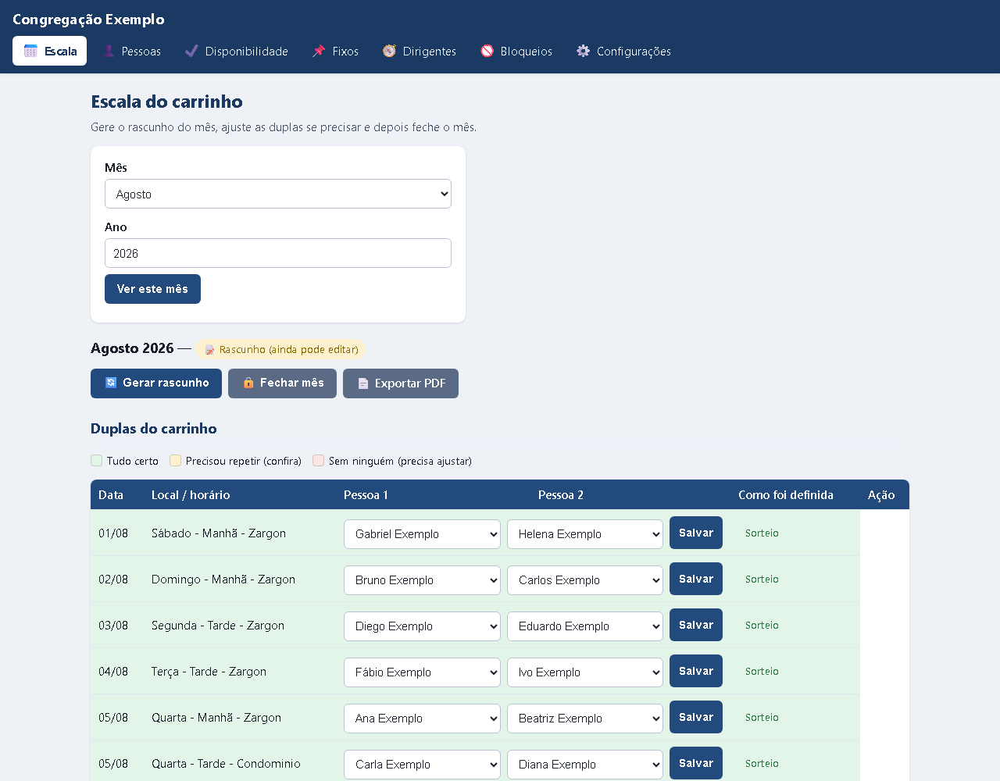 Congregação Exemplo
Escala Pessoas Disponibilidade Fixos Dirigentes Bloqueios Configurações
Escala do carrinho
Gere o rascunho do mês, ajuste as duplas se precisar e depois feche o mês.
Mês
Agosto
Ano
2026
Ver este mês
Agosto 2026 — Rascunho (ainda pode editar)
Gerar rascunho Fechar mês Exportar PDF
Duplas do carrinho
Tudo certo Precisou repetir (confira) Sem ninguém (precisa ajustar)
Data Local / horário Pessoa 1 Pessoa 2 Como foi definida Ação
01/08 Sábado - Manhã - Zargon Gabriel Exemplo Helena Exemplo Salvar Sorteio
02/08 Domingo - Manhã - Zargon Bruno Exemplo Carlos Exemplo Salvar Sorteio
03/08 Segunda - Tarde - Zargon Diego Exemplo Eduardo Exemplo Salvar Sorteio
04/08 Terça - Tarde - Zargon Fábio Exemplo Ivo Exemplo Salvar Sorteio
05/08 Quarta - Manhã - Zargon Ana Exemplo Beatriz Exemplo Salvar Sorteio
05/08 Quarta - Tarde - Condominio Carla Exemplo Diana Exemplo Salvar Sorteio